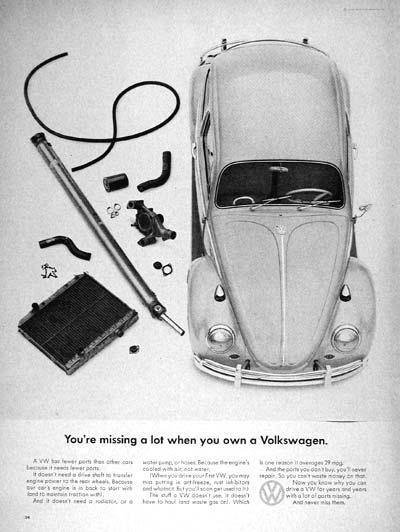 You're missing a lot when you own a Volkswagen.
A VW has fewer parts than other cars
because it needs fewer parts.
It doesn't need a drive shaft to transfer
engine power to the rear wheels. Because
our car's engine is in back to start with
(and to maintain traction with).
And it doesn't need a radiator, or a
water pump, or hoses. Because the engine's
cooled with air, not water.
(When you drive your first VW, you may
miss putting in anti-freeze, rust inhibitors
and whatnot. But you'll soon get used to it.)
The stuff a VW doesn't use, it doesn't
have to haul (and waste gas on). Which
is one reason it averages 29 mpg.
And the parts you don't buy, you'll never
repair. So you can't waste money on that.
Now you know why you can
drive a VW for years and years
with a lot of parts missing.
And never miss them.